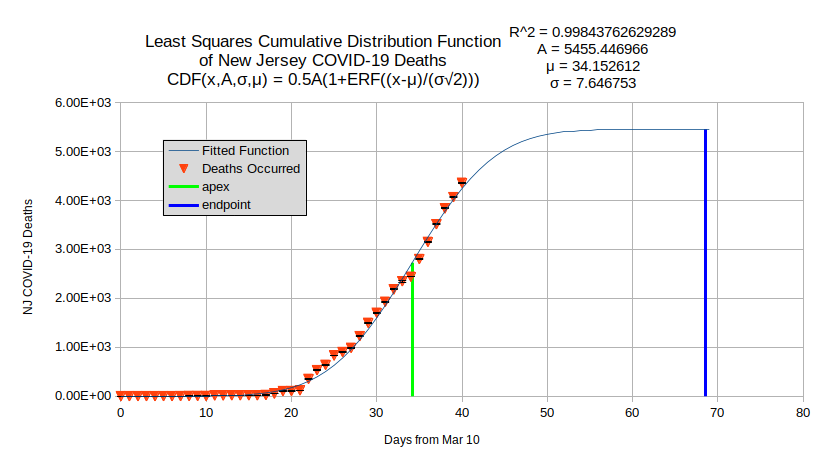 Least Squares Cumulative Distribution Function
of New Jersey COVID-19 Deaths
CDF(x,A,σ,μ) = 0.5A(1+ERF((x-μ)/(σ√2)))
R^2 = 0.99843762629289
A = 5455.446966
μ = 34.152612
σ = 7.646753
6.00E+03
5.00E+03
4.00E+03
3.00E+03
2.00E+03
1.00E+03
0.00E+00
NJ COVID-19 Deaths
Fitted Function
Deaths Occurred
apex
endpoint
0 10 20 30 40 50 60 70 80
Days from Mar 10